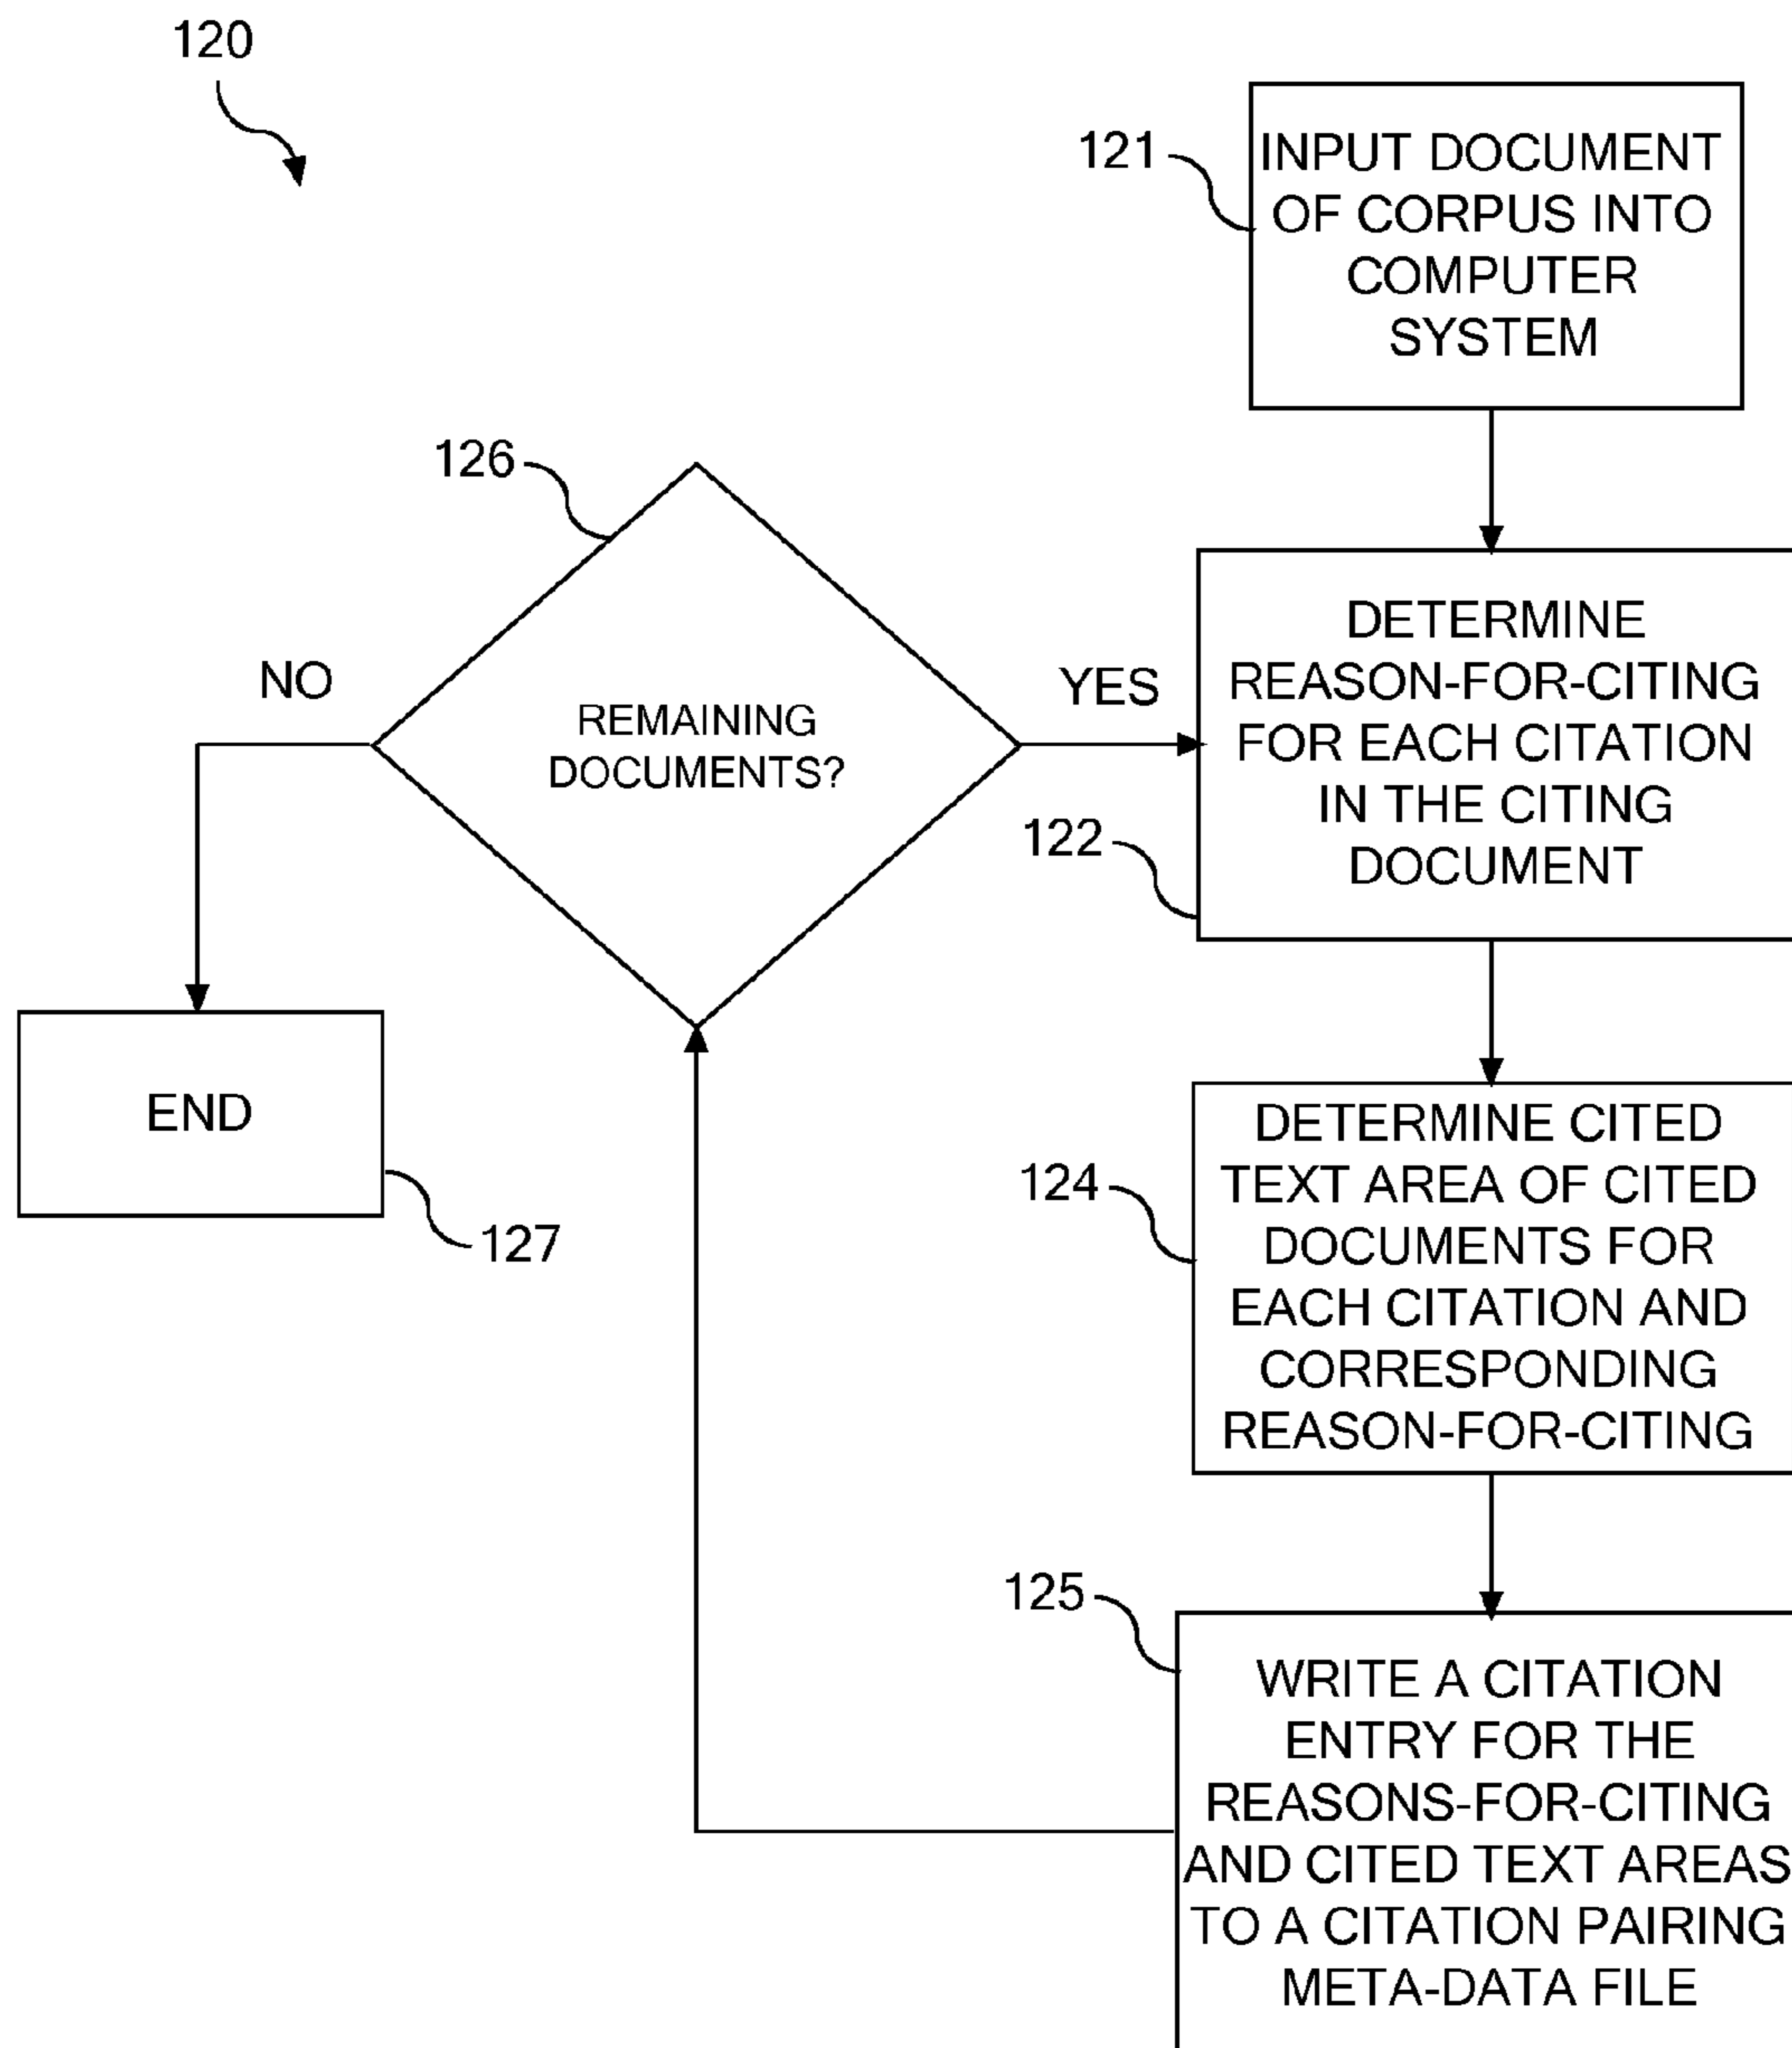 120
121
INPUT DOCUMENT
OF CORPUS INTO
COMPUTER
SYSTEM
126
REMAINING
DOCUMENTS?
NO
YES
122
DETERMINE
REASON-FOR-CITING
FOR EACH CITATION
IN THE CITING
DOCUMENT
END
127
124
DETERMINE CITED
TEXT AREA OF CITED
DOCUMENTS FOR
EACH CITATION AND
CORRESPONDING
REASON-FOR-CITING
125
WRITE A CITATION
ENTRY FOR THE
REASONS-FOR-CITING
AND CITED TEXT AREAS
TO A CITATION PAIRING
META-DATA FILE